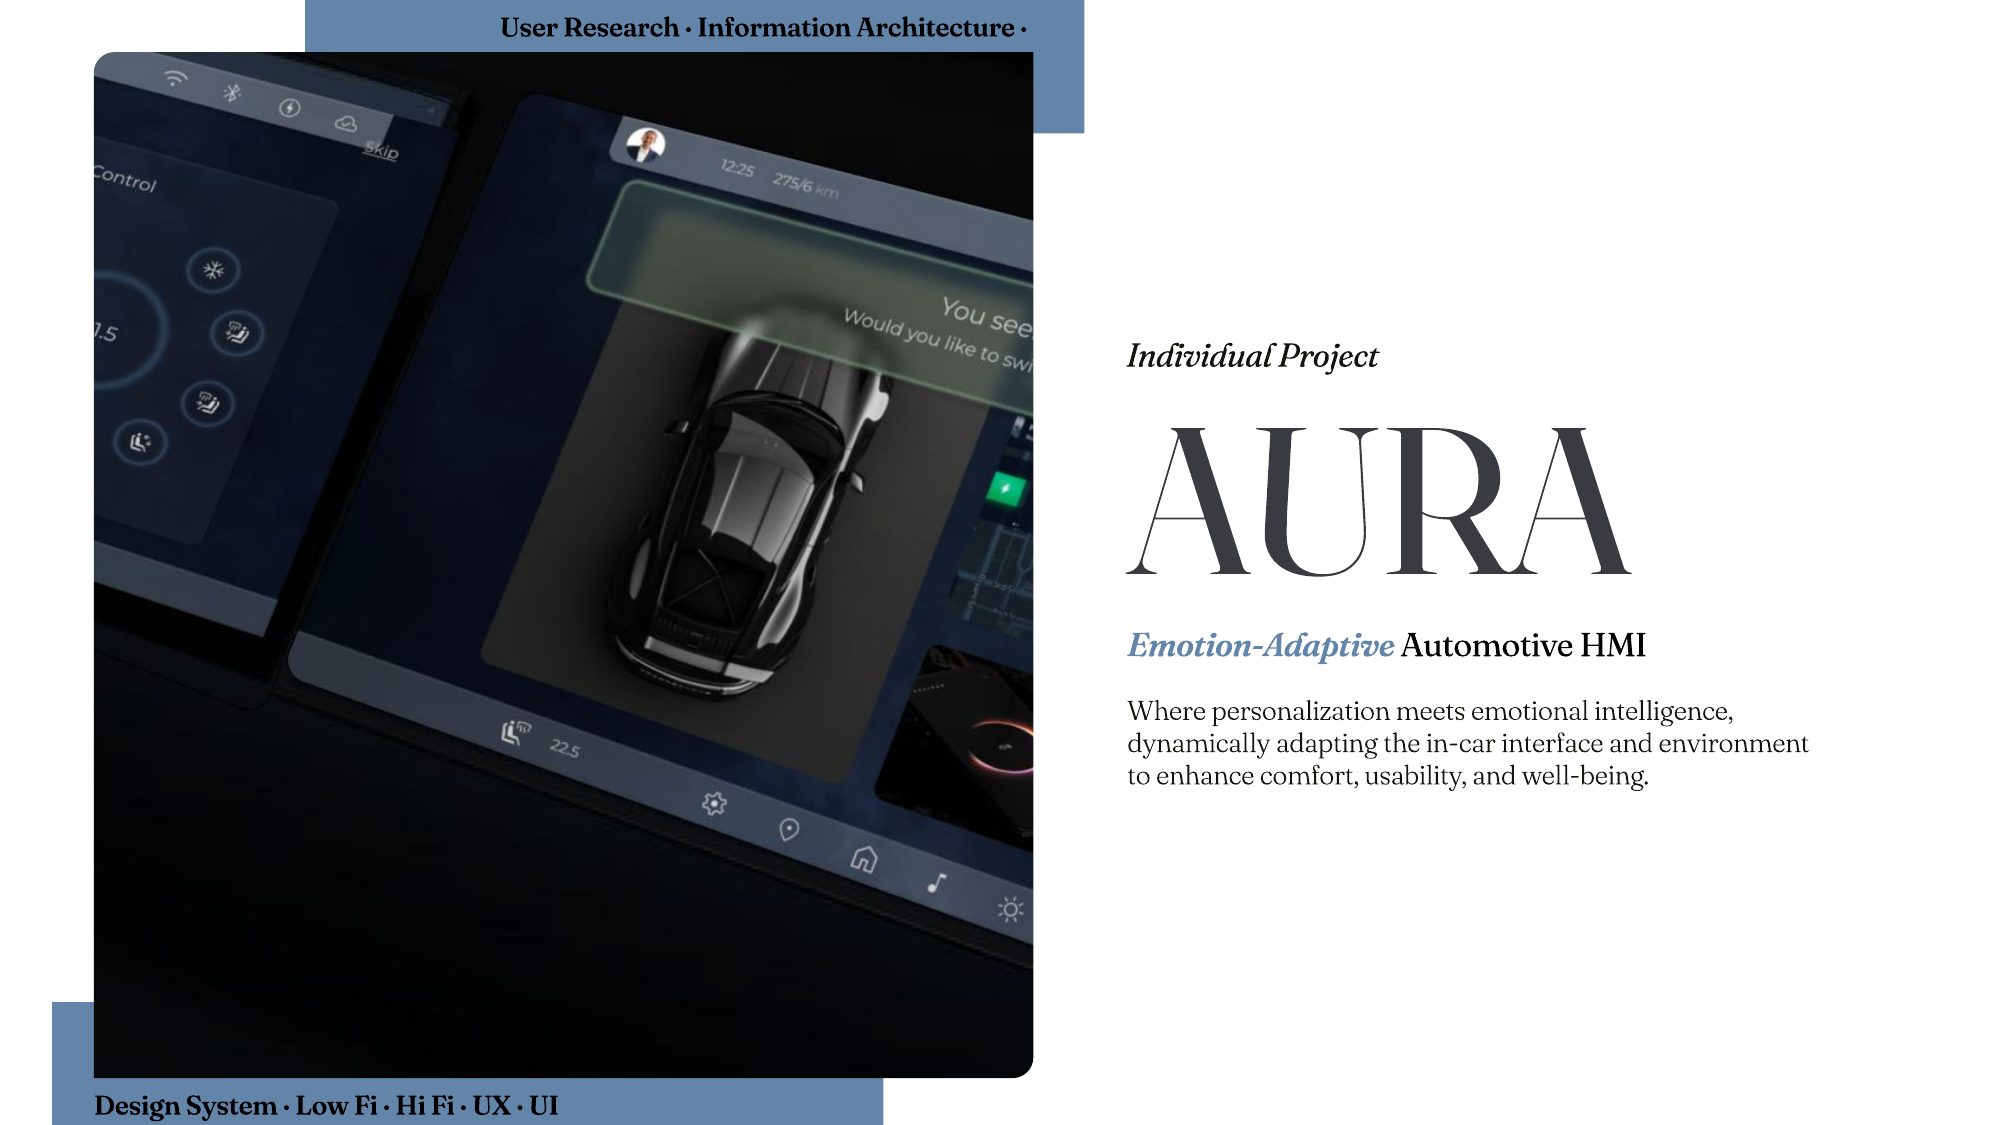 User Research · Information Architecture ·
Skip
Control
1.5
12:25 275/6 km
You see
Would you like to swi
22.5
Individual Project
AURA
Emotion-Adaptive Automotive HMI
Where personalization meets emotional intelligence,
dynamically adapting the in-car interface and environment
to enhance comfort, usability, and well-being.
Design System · Low Fi · Hi Fi · UX · UI